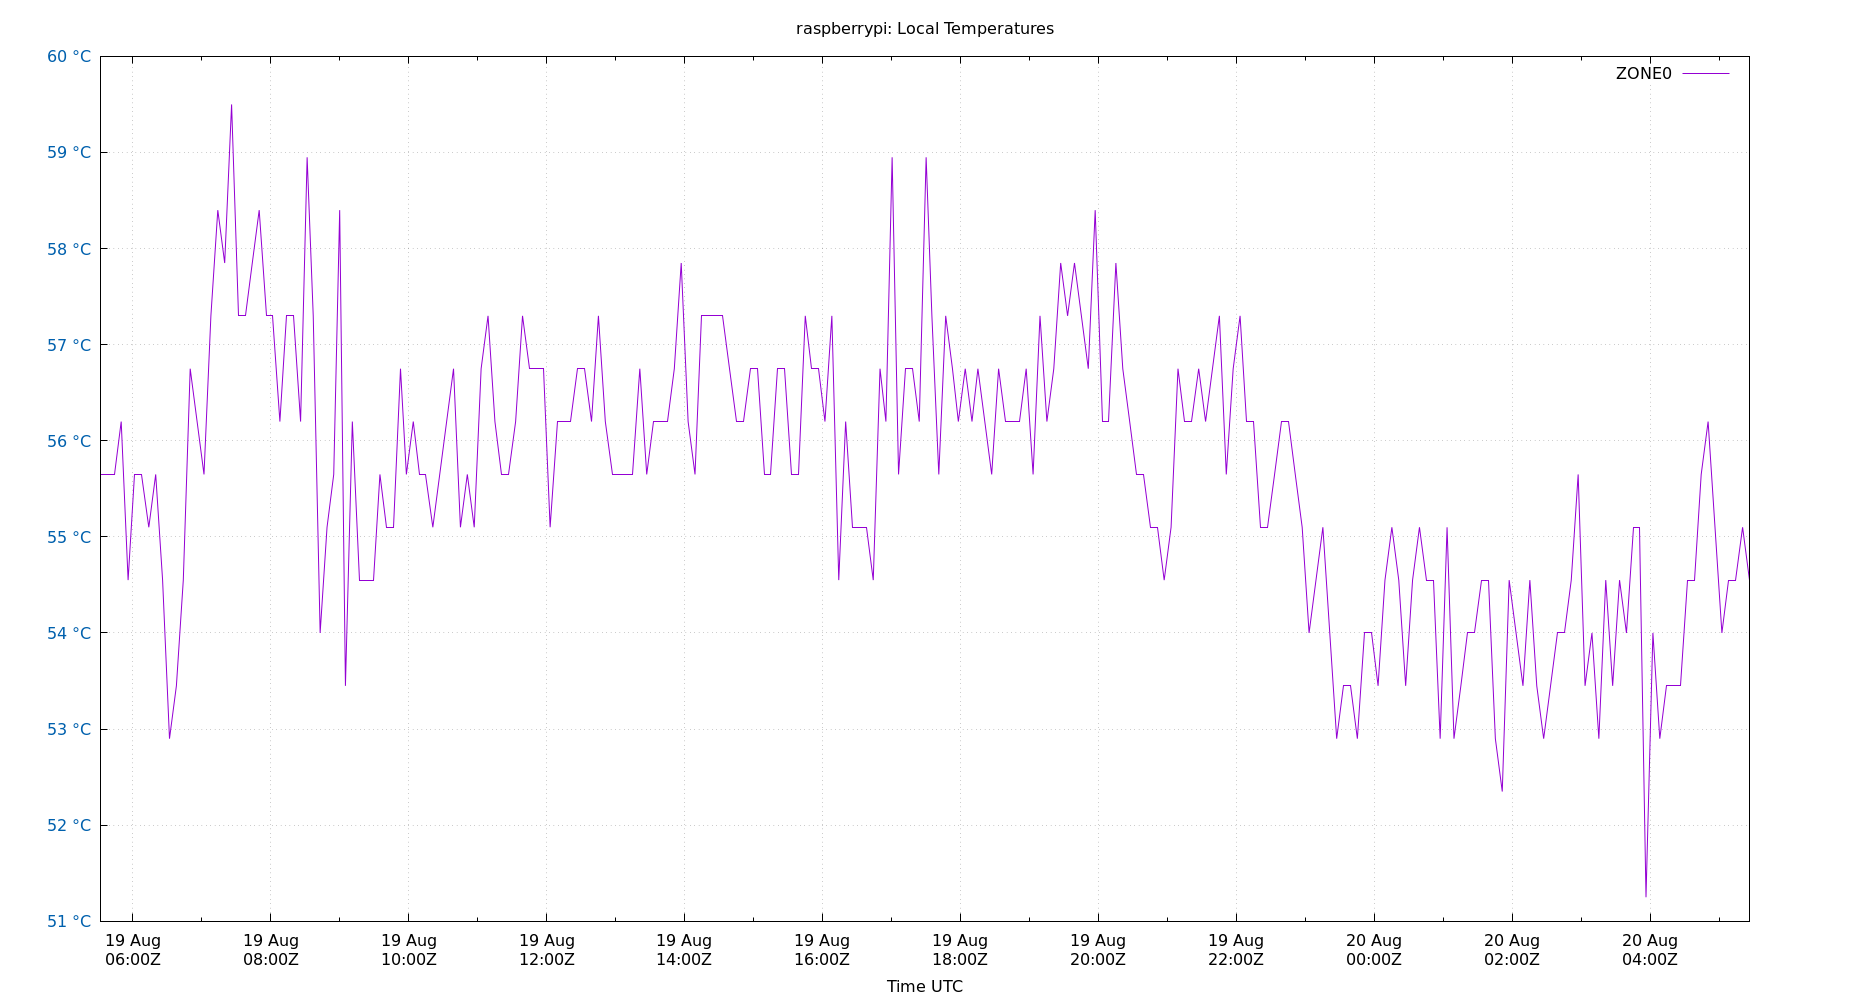 raspberrypi: Local Temperatures
60 °C
ZONE0
59 °C
58 °C
57 °C
56 °C
55 °C
54 °C
53 °C
52 °C
51 °C
19 Aug 19 Aug 19 Aug 19 Aug 19 Aug 19 Aug 19 Aug 19 Aug 19 Aug 20 Aug 20 Aug 20 Aug
06:00Z 08:00Z 10:00Z 12:00Z 14:00Z 16:00Z 18:00Z 20:00Z 22:00Z 00:00Z 02:00Z 04:00Z
Time UTC